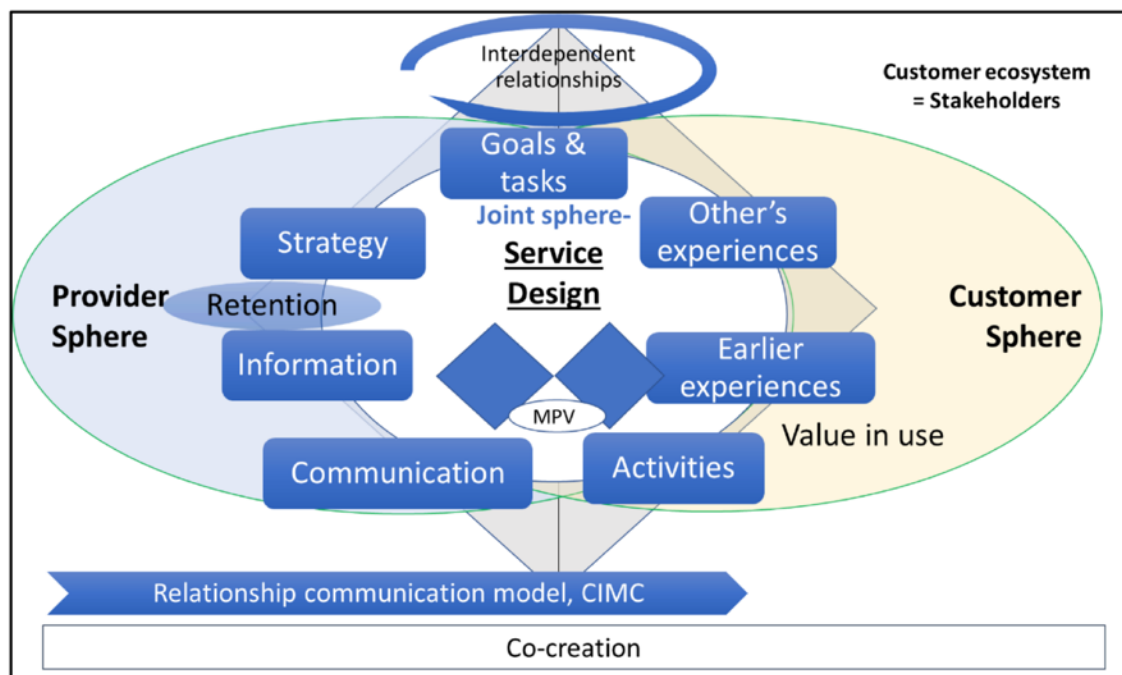 Interdependent
relationships
Customer ecosystem
= Stakeholders
Goals &
tasks
Joint sphere-
Service
Design
Strategy
Other's
experiences
Provider
Sphere
Retention
Customer
Sphere
Information
Earlier
experiences
MPV
Value in use
Communication
Activities
Relationship communication model, CIMC
Co-creation